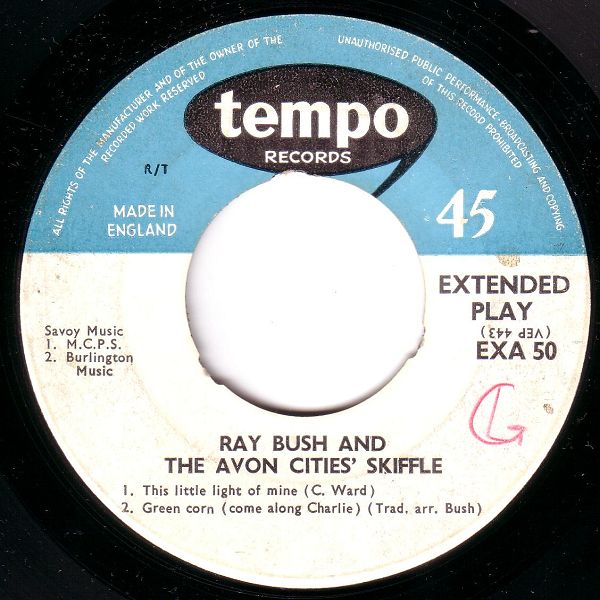 ALL RIGHTS OF THE MANUFACTURER AND OF THE OWNER OF THE
RECORDED WORK RESERVED
UNAUTHORISED PUBLIC PERFORMANCE, BROADCASTING AND COPYING
OF THIS RECORD PROHIBITED
tempo
RECORDS
R/T
MADE IN
ENGLAND
45
EXTENDED
PLAY
(VEP 443)
EXA 50
Savoy Music
1. M.C.P.S.
2. Burlington
Music
RAY BUSH AND
THE AVON CITIES' SKIFFLE
1. This little light of mine (C. Ward)
2. Green corn (come along Charlie) (Trad. arr. Bush)